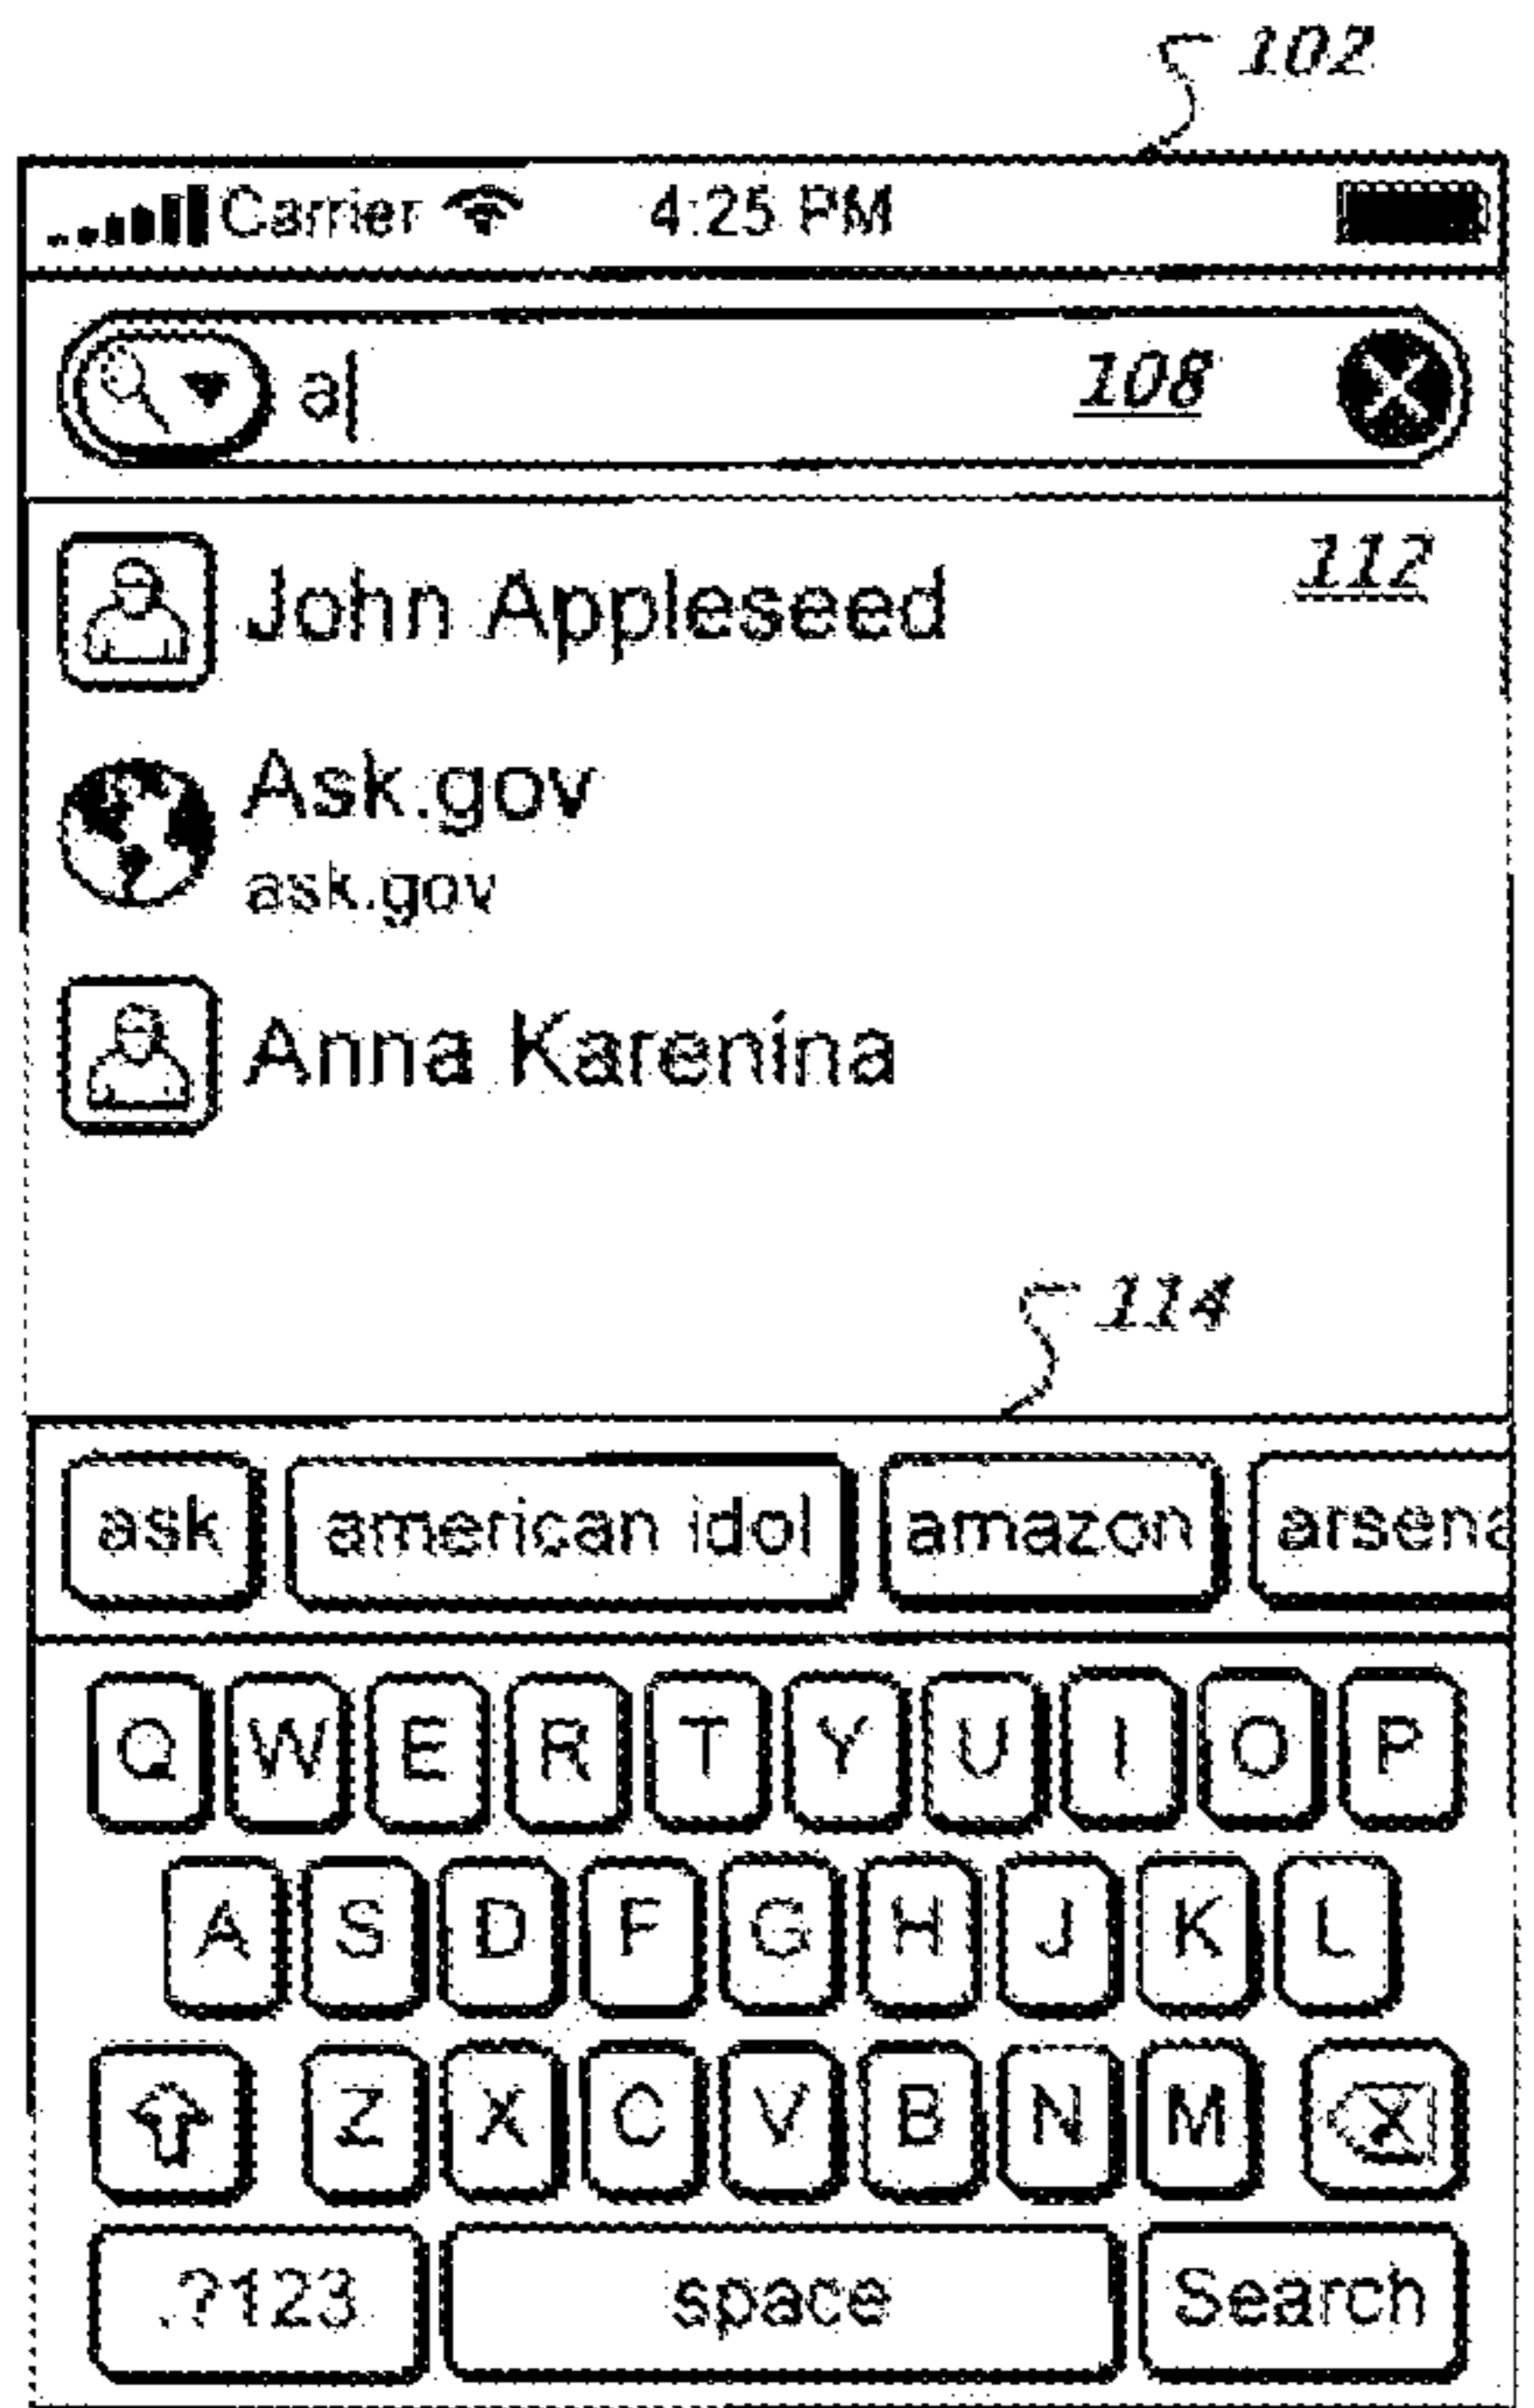 102
Carrier 4:25 PM
a 108
112
John Appleseed
Ask.gov
ask.gov
Anna Karenina
114
ask american idol amazon arsena
Q W E R T Y U I O P
A S D F G H J K L
Z X C V B N M
.?123 space Search